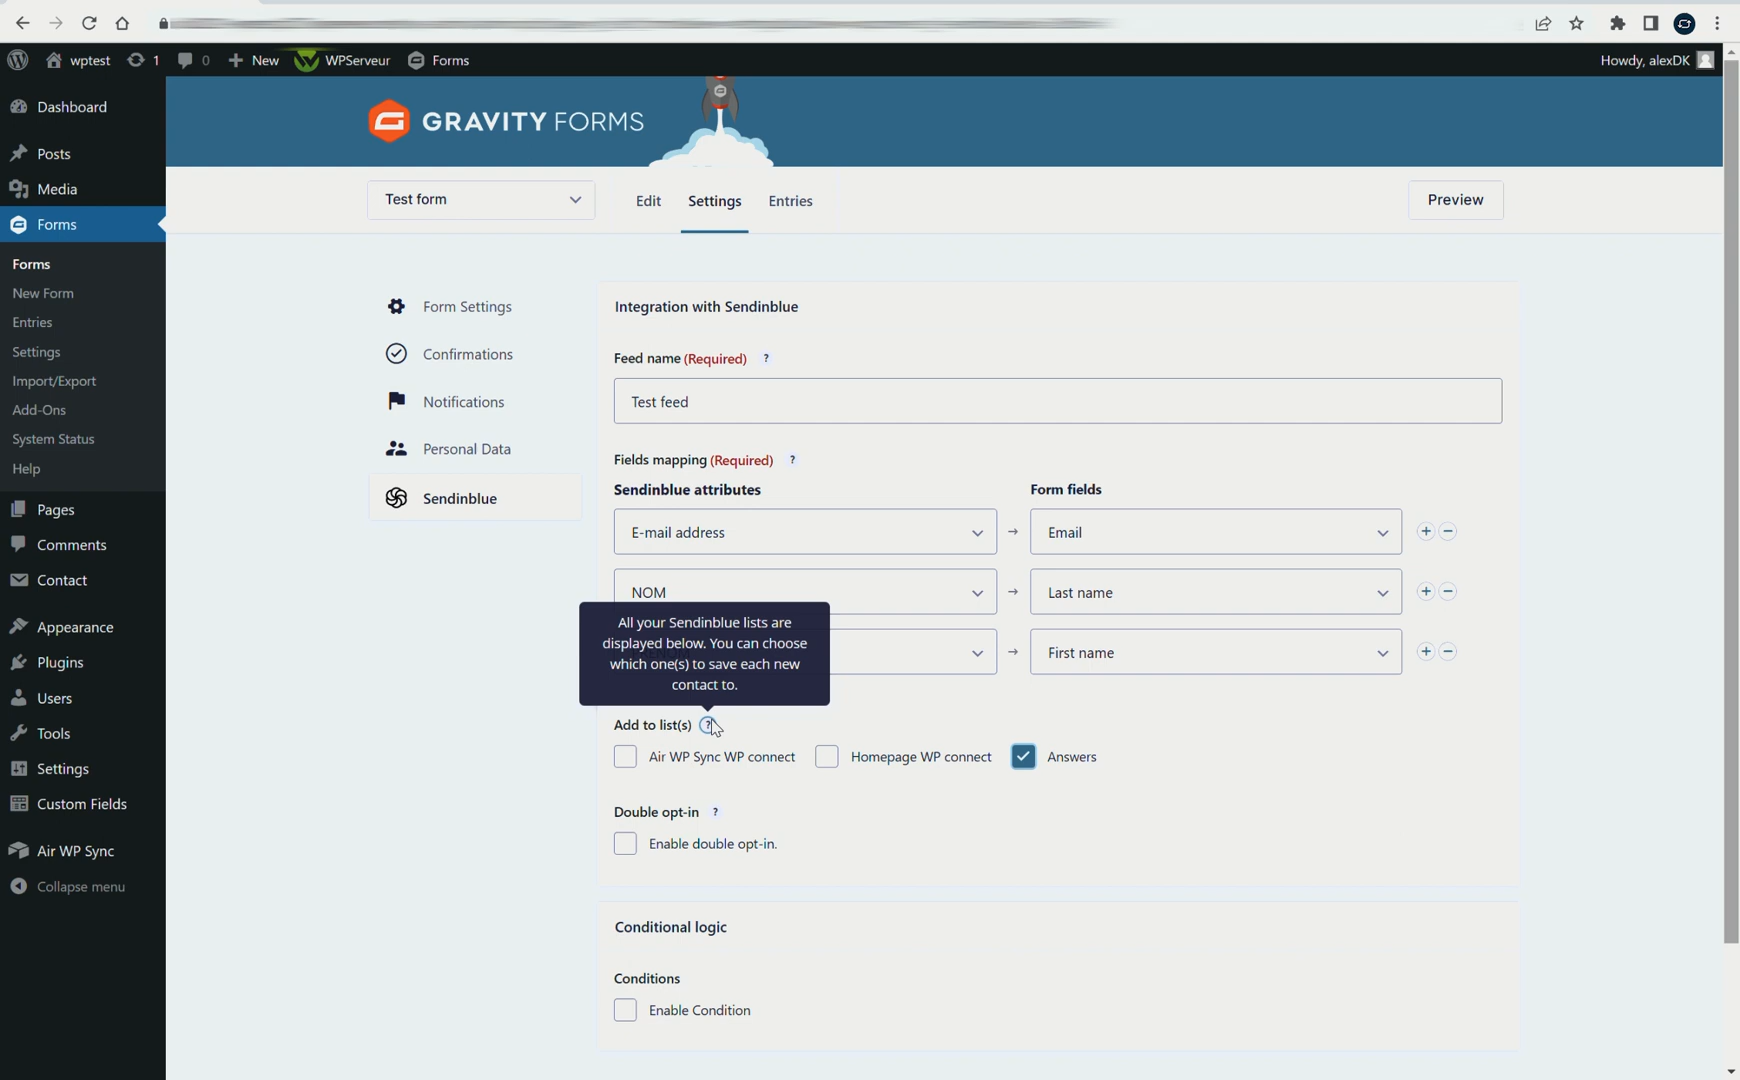 wptest 1 0 New WPServeur Forms Howdy, alexDK
Dashboard
Posts
Media
Forms
Forms
New Form
Entries
Settings
Import/Export
Add-Ons
System Status
Help
Pages
Comments
Contact
Appearance
Plugins
Users
Tools
Settings
Custom Fields
Air WP Sync
Collapse menu
GRAVITY FORMS
Test form Edit Settings Entries Preview
Form Settings
Confirmations
Notifications
Personal Data
Sendinblue
Integration with Sendinblue
Feed name (Required) ?
Test feed
Fields mapping (Required) ?
Sendinblue attributes Form fields
E-mail address → Email + −
NOM → Last name + −
→ First name + −
All your Sendinblue lists are
displayed below. You can choose
which one(s) to save each new
contact to.
Add to list(s) ?
Air WP Sync WP connect Homepage WP connect Answers
Double opt-in ?
Enable double opt-in.
Conditional logic
Conditions
Enable Condition